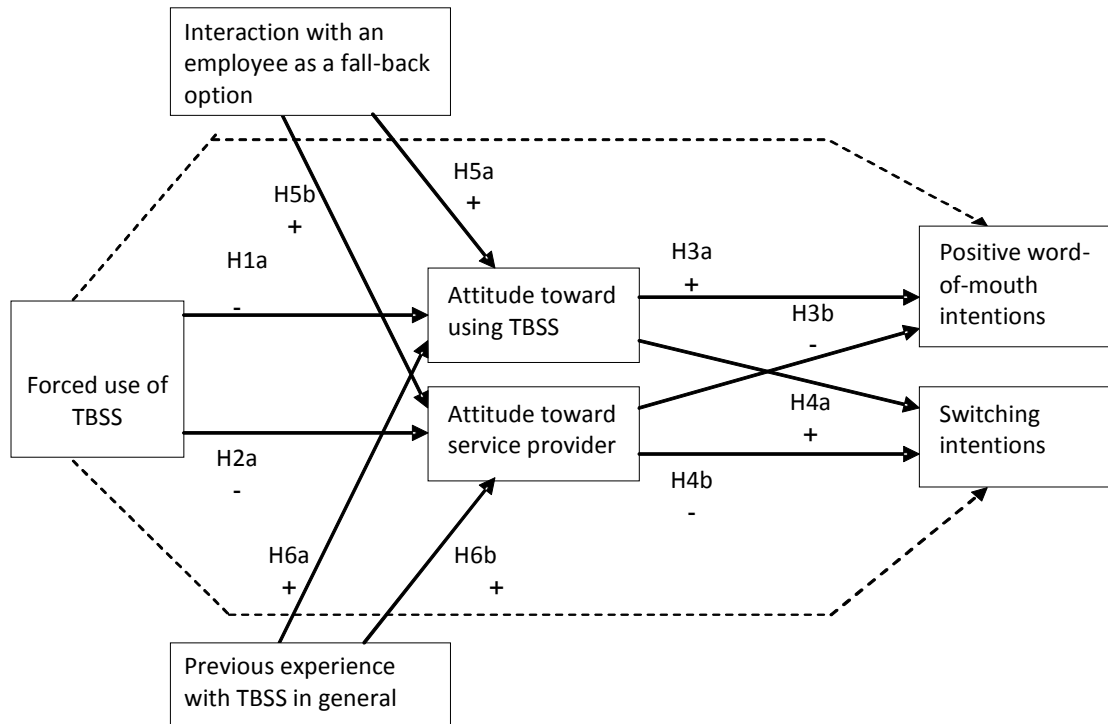 Interaction with an
employee as a fall-back
option
H5a
+
H5b
+
H1a
-
H3a
+
Positive word-
of-mouth
intentions
Attitude toward
using TBSS
H3b
-
Forced use of
TBSS
Attitude toward
service provider
H4a
+
Switching
intentions
H2a
-
H4b
-
H6a
+
H6b
+
Previous experience
with TBSS in general